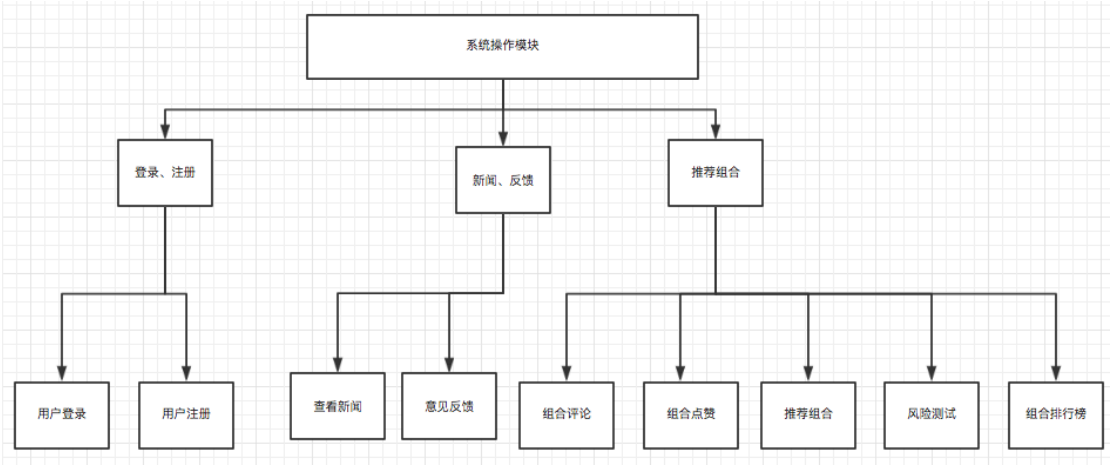 系统操作模块
登录、注册
新闻、反馈
推荐组合
用户登录
用户注册
查看新闻
意见反馈
组合评论
组合点赞
推荐组合
风险测试
组合排行榜